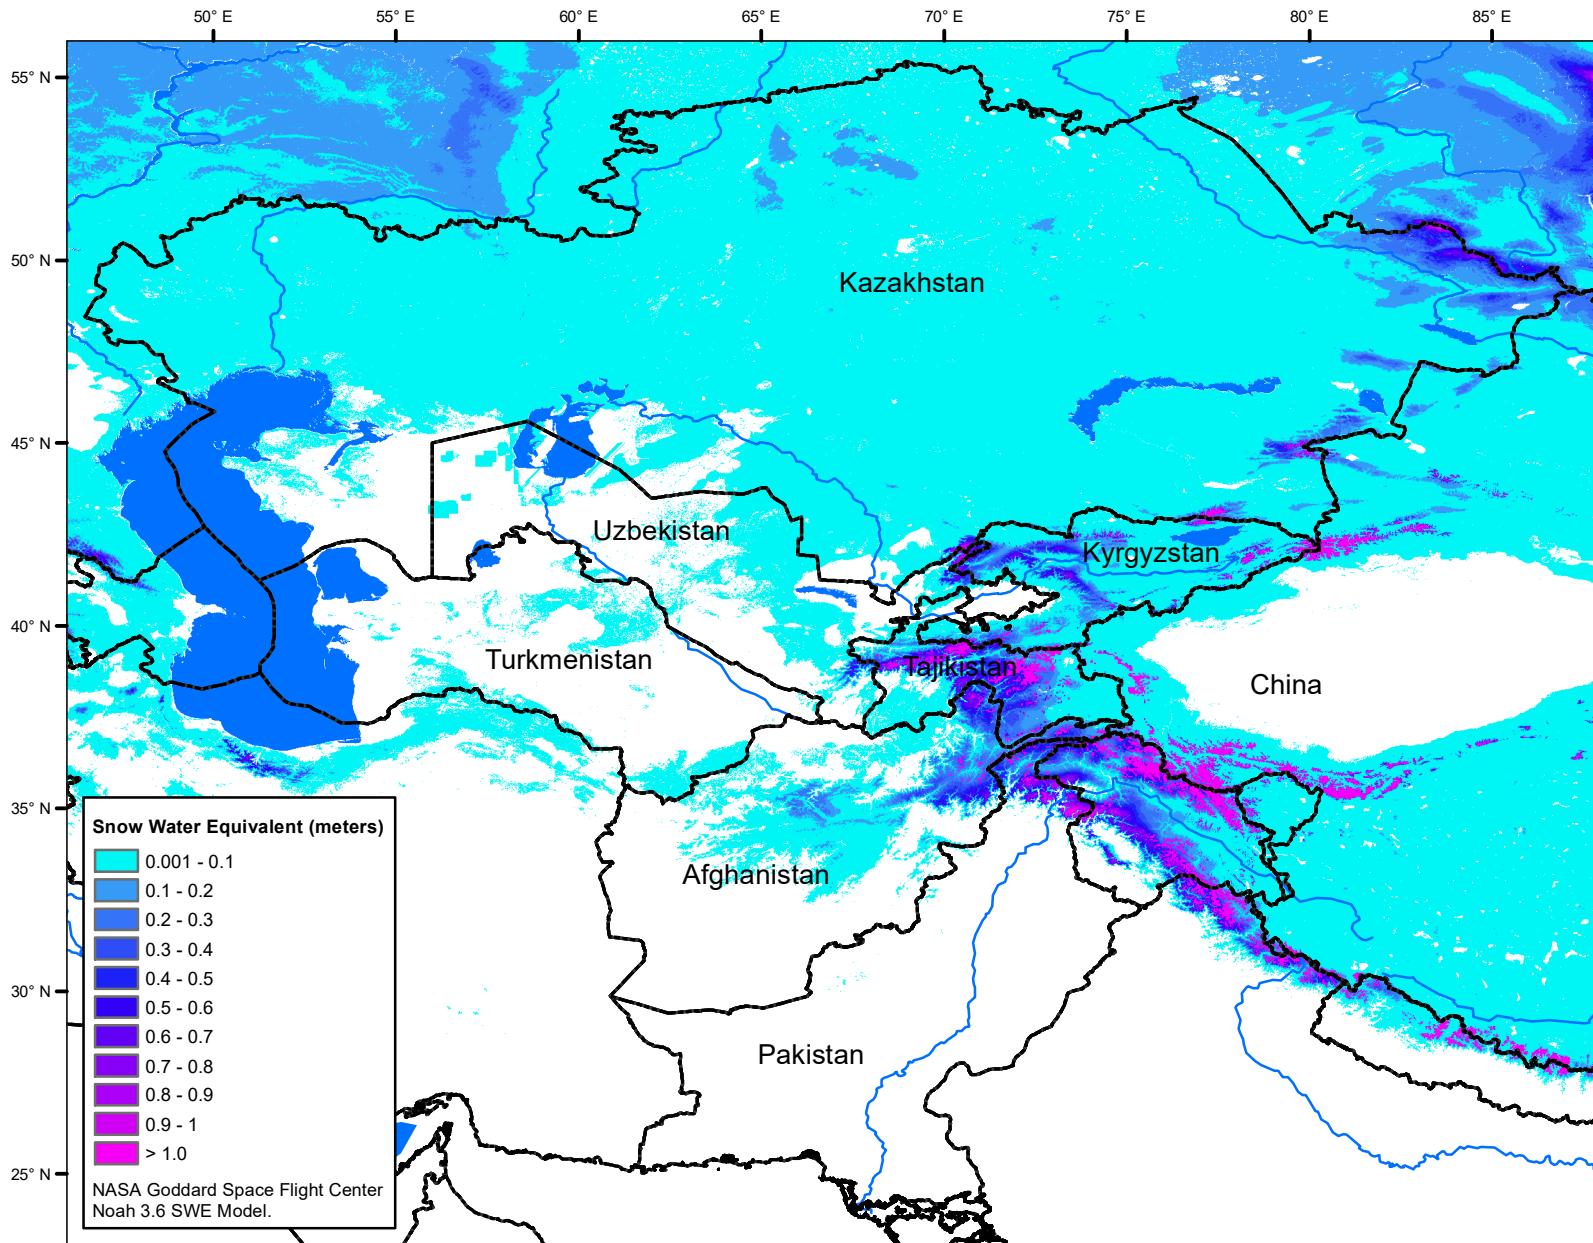 50° E 55° E 60° E 65° E 70° E 75° E 80° E 85° E
55° N
50° N
45° N
40° N
35° N
30° N
25° N
Kazakhstan
Uzbekistan
Kyrgyzstan
Turkmenistan
Tajikistan
China
Afghanistan
Pakistan
Snow Water Equivalent (meters)
0.001 - 0.1
0.1 - 0.2
0.2 - 0.3
0.3 - 0.4
0.4 - 0.5
0.5 - 0.6
0.6 - 0.7
0.7 - 0.8
0.8 - 0.9
0.9 - 1
> 1.0
NASA Goddard Space Flight Center
Noah 3.6 SWE Model.